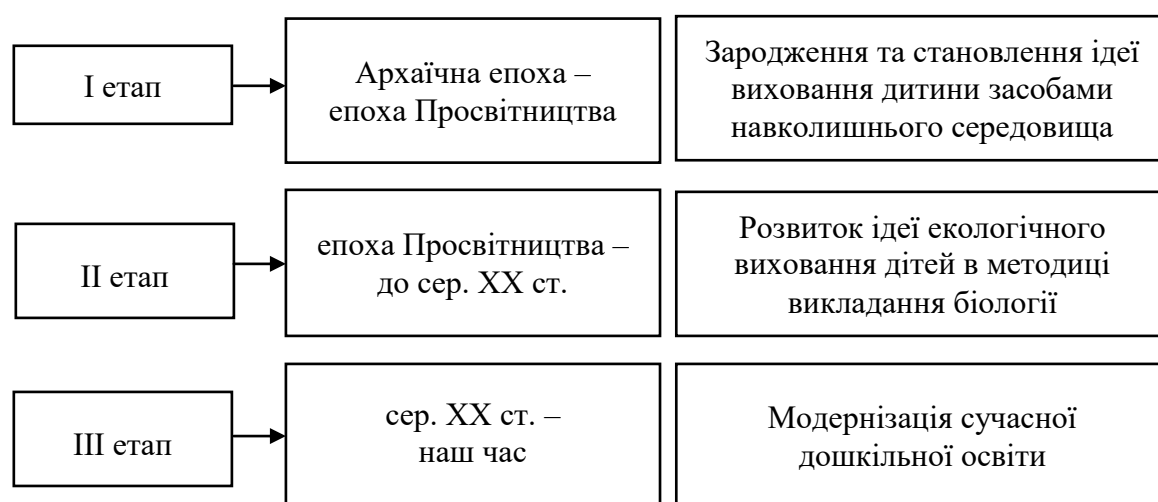 І етап
Архаїчна епоха –
епоха Просвітництва
Зародження та становлення ідеї
виховання дитини засобами
навколишнього середовища
ІІ етап
епоха Просвітництва –
до сер. ХХ ст.
Розвиток ідеї екологічного
виховання дітей в методиці
викладання біології
ІІІ етап
сер. ХХ ст. –
наш час
Модернізація сучасної
дошкільної освіти